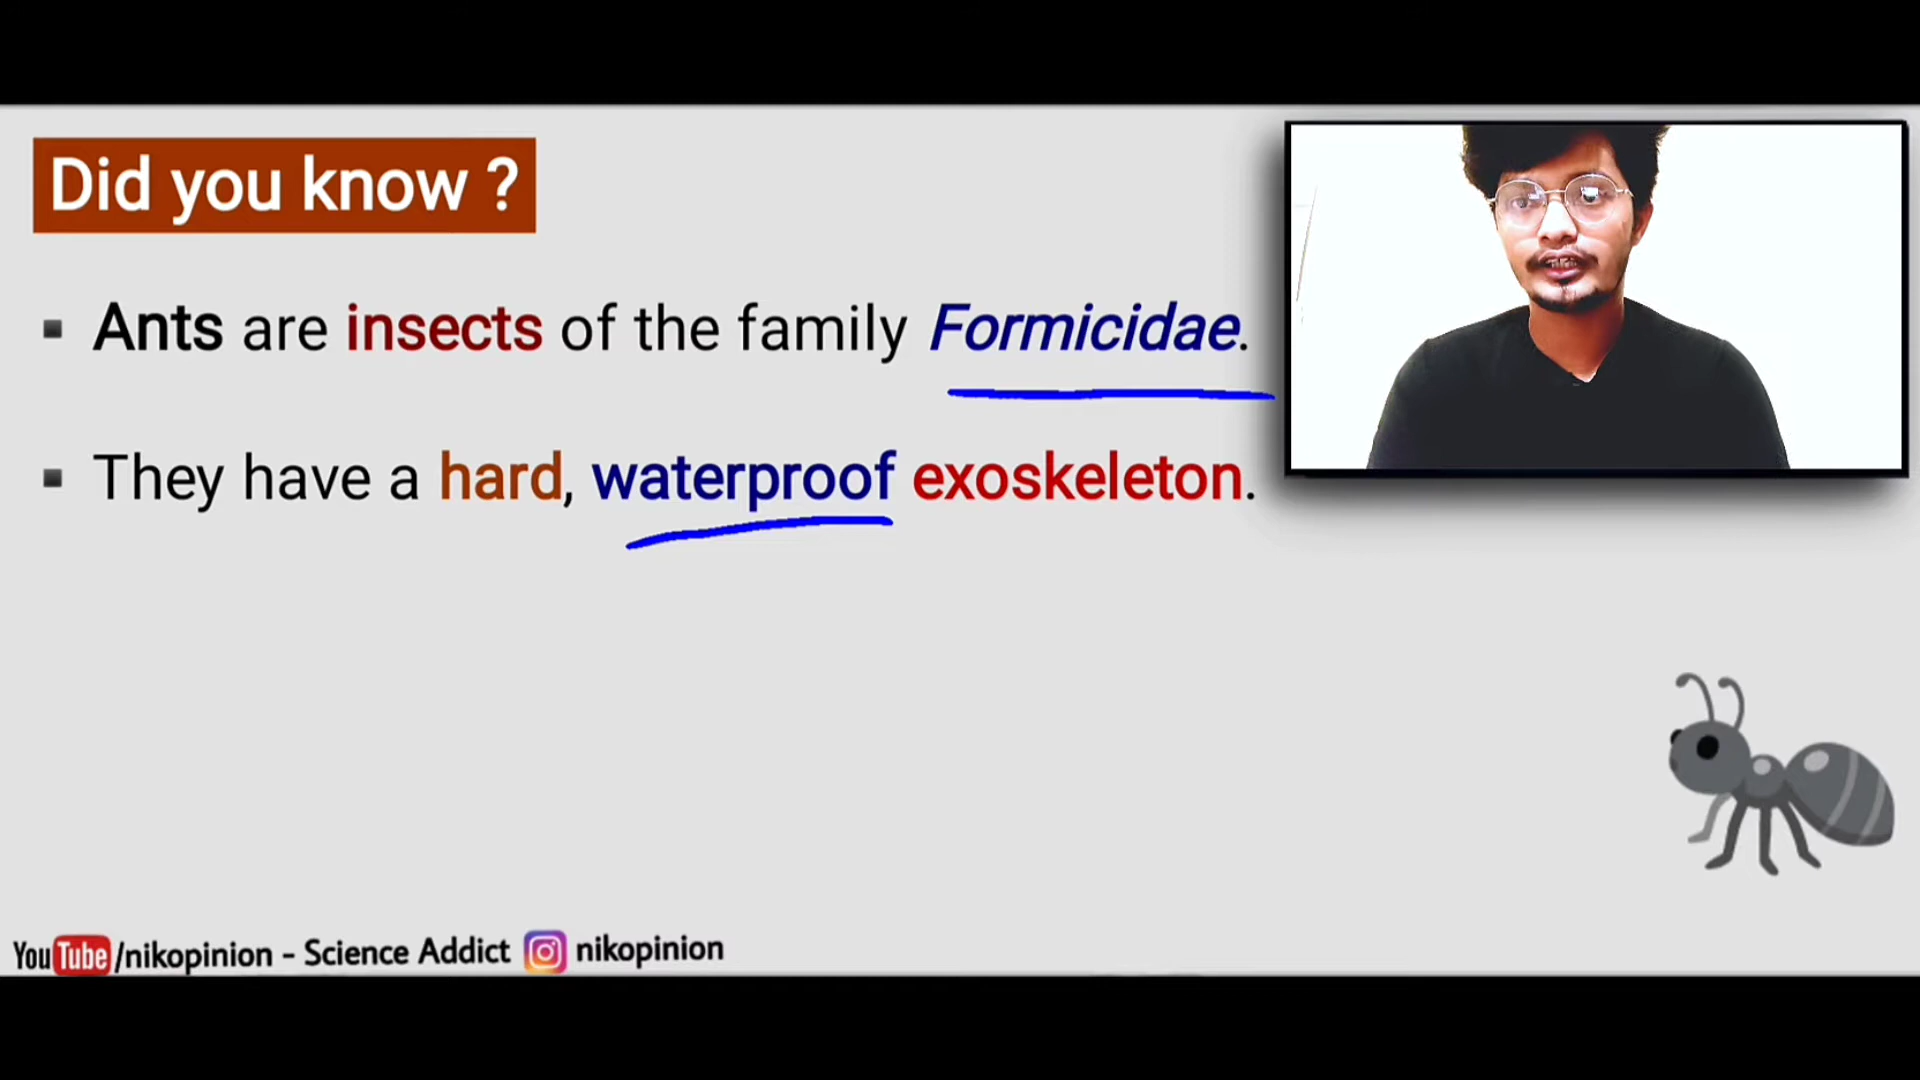 Did you know ?
▪ Ants are insects of the family Formicidae.
▪ They have a hard, waterproof exoskeleton.
YouTube/nikopinion - Science Addict nikopinion